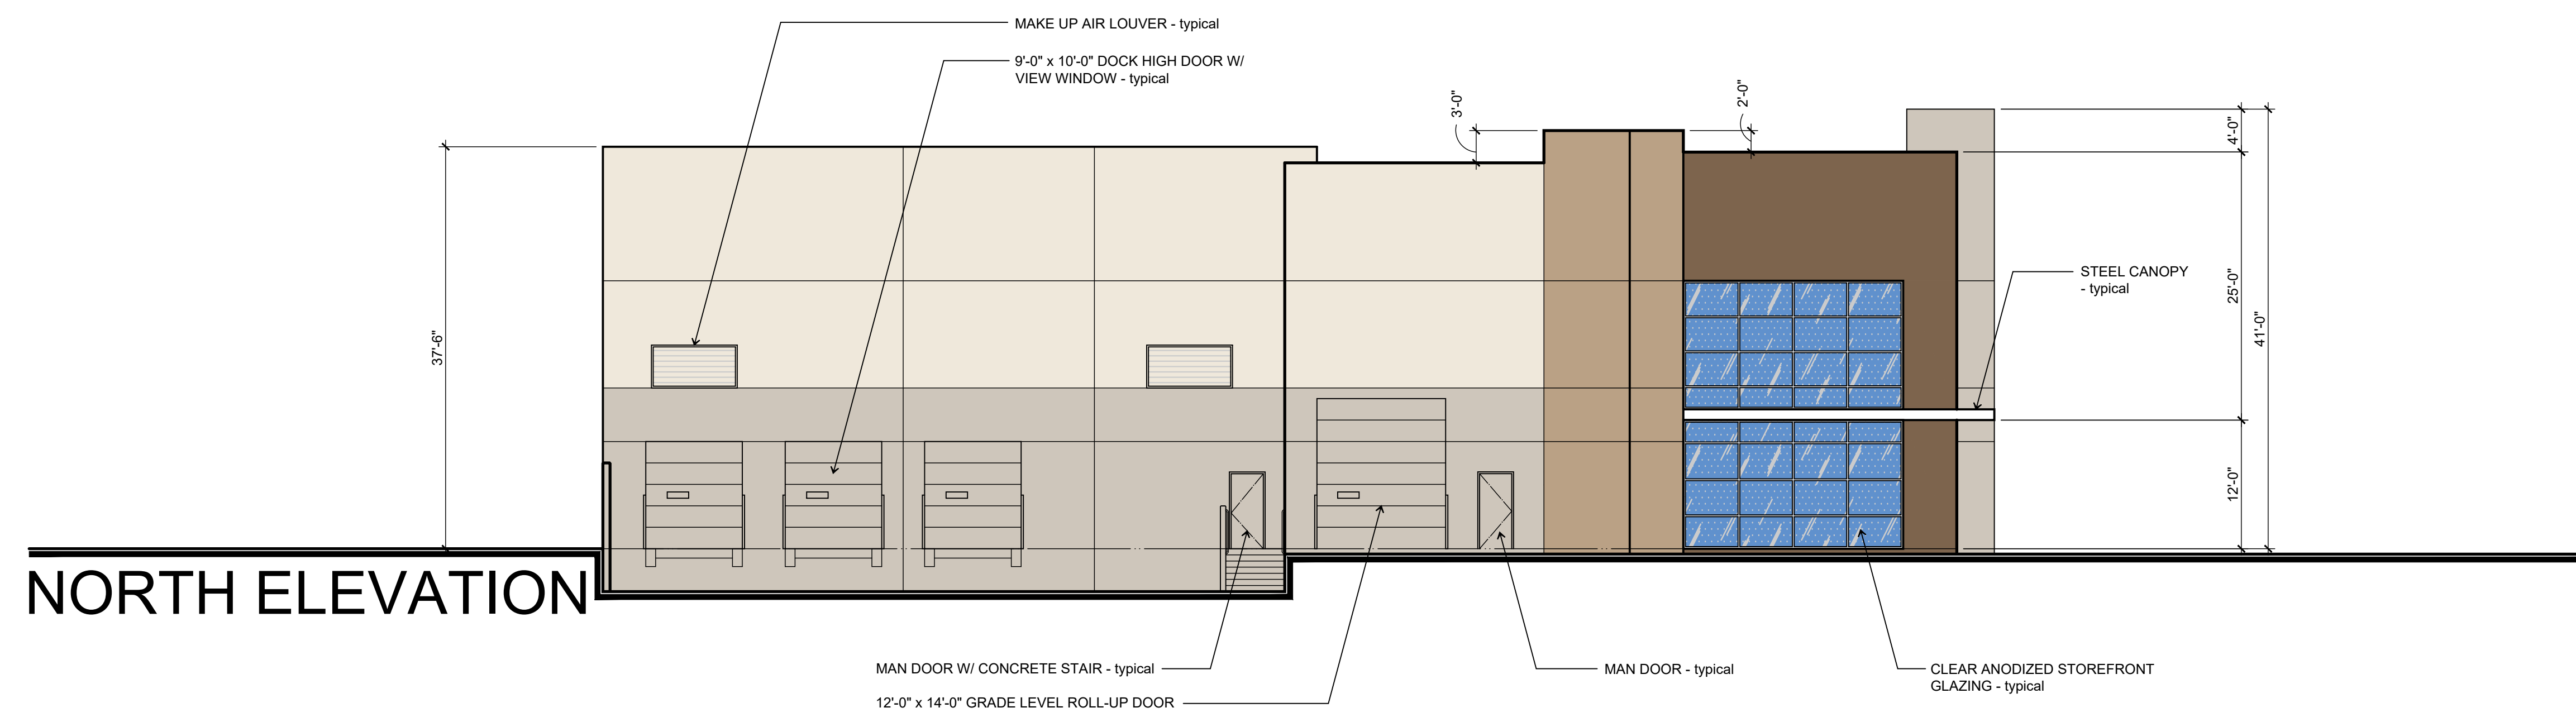 MAKE UP AIR LOUVER - typical
9'-0" x 10'-0" DOCK HIGH DOOR W/
VIEW WINDOW - typical
3'-0"
2'-0"
4'-0"
STEEL CANOPY
- typical
25'-0"
41'-0"
37'-6"
12'-0"
NORTH ELEVATION
MAN DOOR W/ CONCRETE STAIR - typical
12'-0" x 14'-0" GRADE LEVEL ROLL-UP DOOR
MAN DOOR - typical
CLEAR ANODIZED STOREFRONT
GLAZING - typical